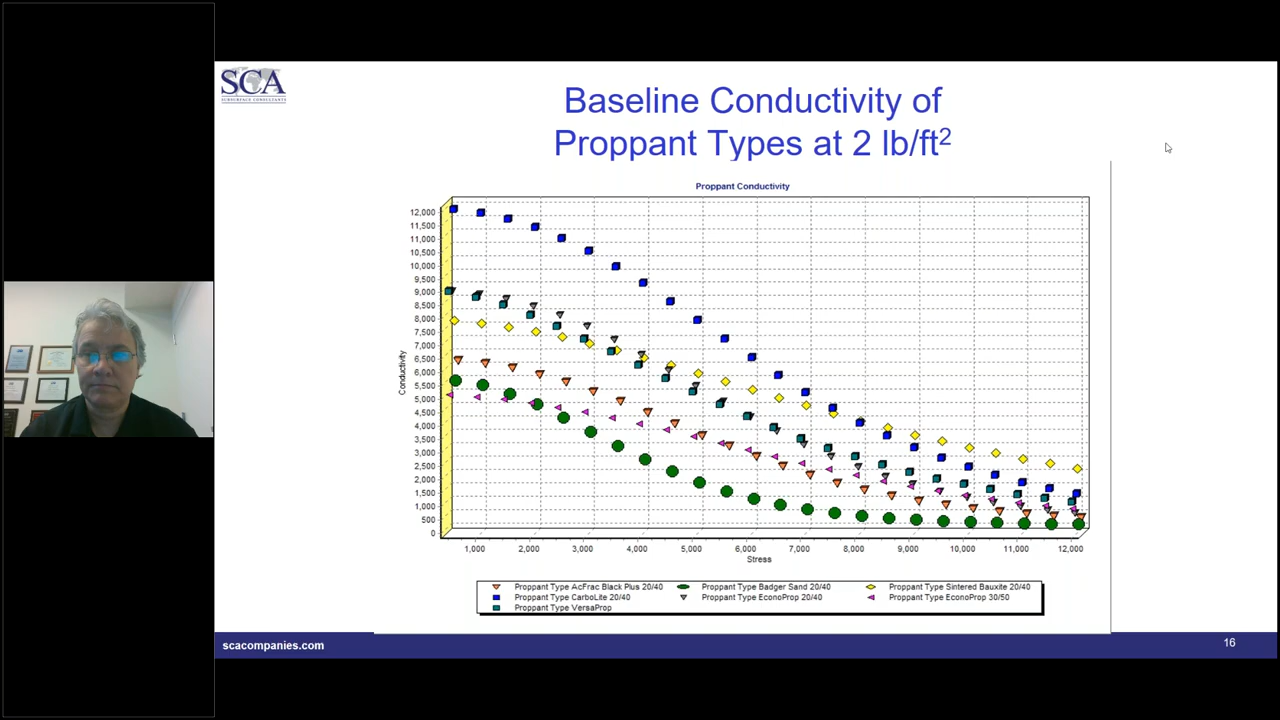 SCA
SUBSURFACE CONSULTANTS
Baseline Conductivity of
Proppant Types at 2 lb/ft2
Proppant Conductivity
12,000
11,500
11,000
10,500
10,000
9,500
9,000
8,500
8,000
7,500
7,000
6,500
6,000
5,500
5,000
4,500
4,000
3,500
3,000
2,500
2,000
1,500
1,000
500
0
Conductivity
1,000 2,000 3,000 4,000 5,000 6,000 7,000 8,000 9,000 10,000 11,000 12,000
Stress
Proppant Type AcFrac Black Plus 20/40 Proppant Type Badger Sand 20/40 Proppant Type Sintered Bauxite 20/40
Proppant Type CarboLite 20/40 Proppant Type EconoProp 20/40 Proppant Type EconoProp 30/50
Proppant Type VersaProp
scacompanies.com
16